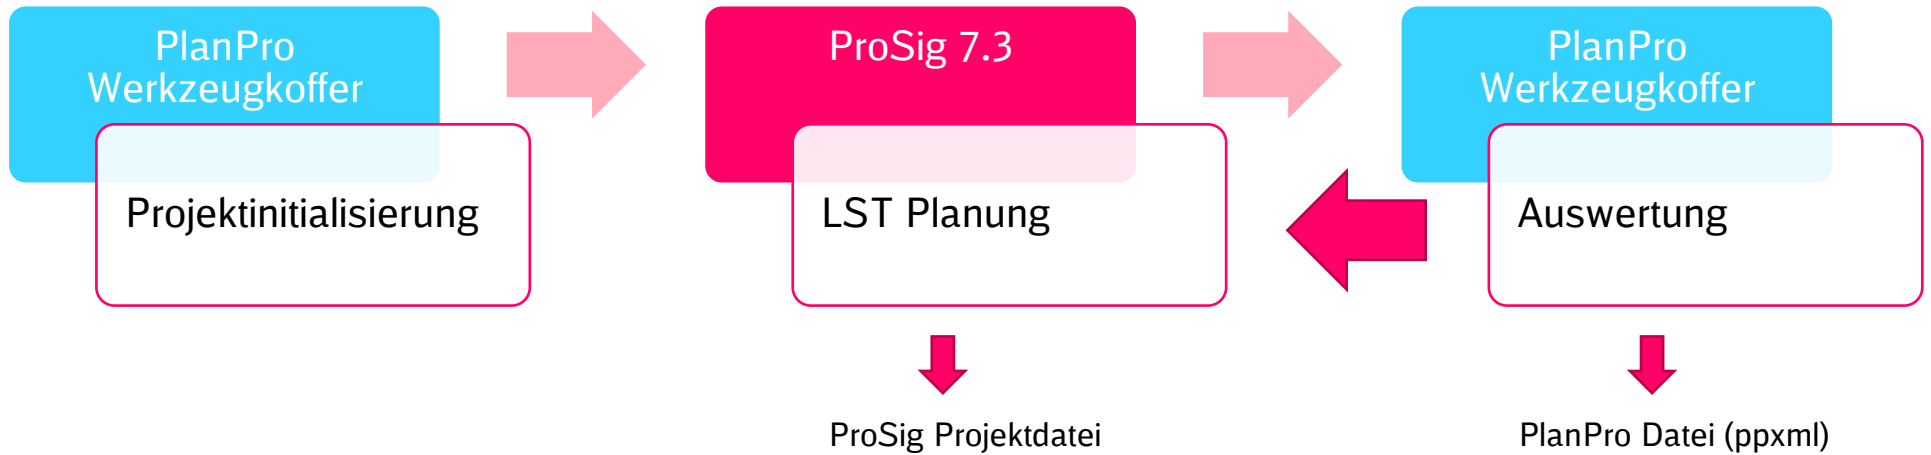 PlanPro
Werkzeugkoffer
Projektinitialisierung
ProSig 7.3
LST Planung
ProSig Projektdatei
PlanPro
Werkzeugkoffer
Auswertung
PlanPro Datei (ppxml)